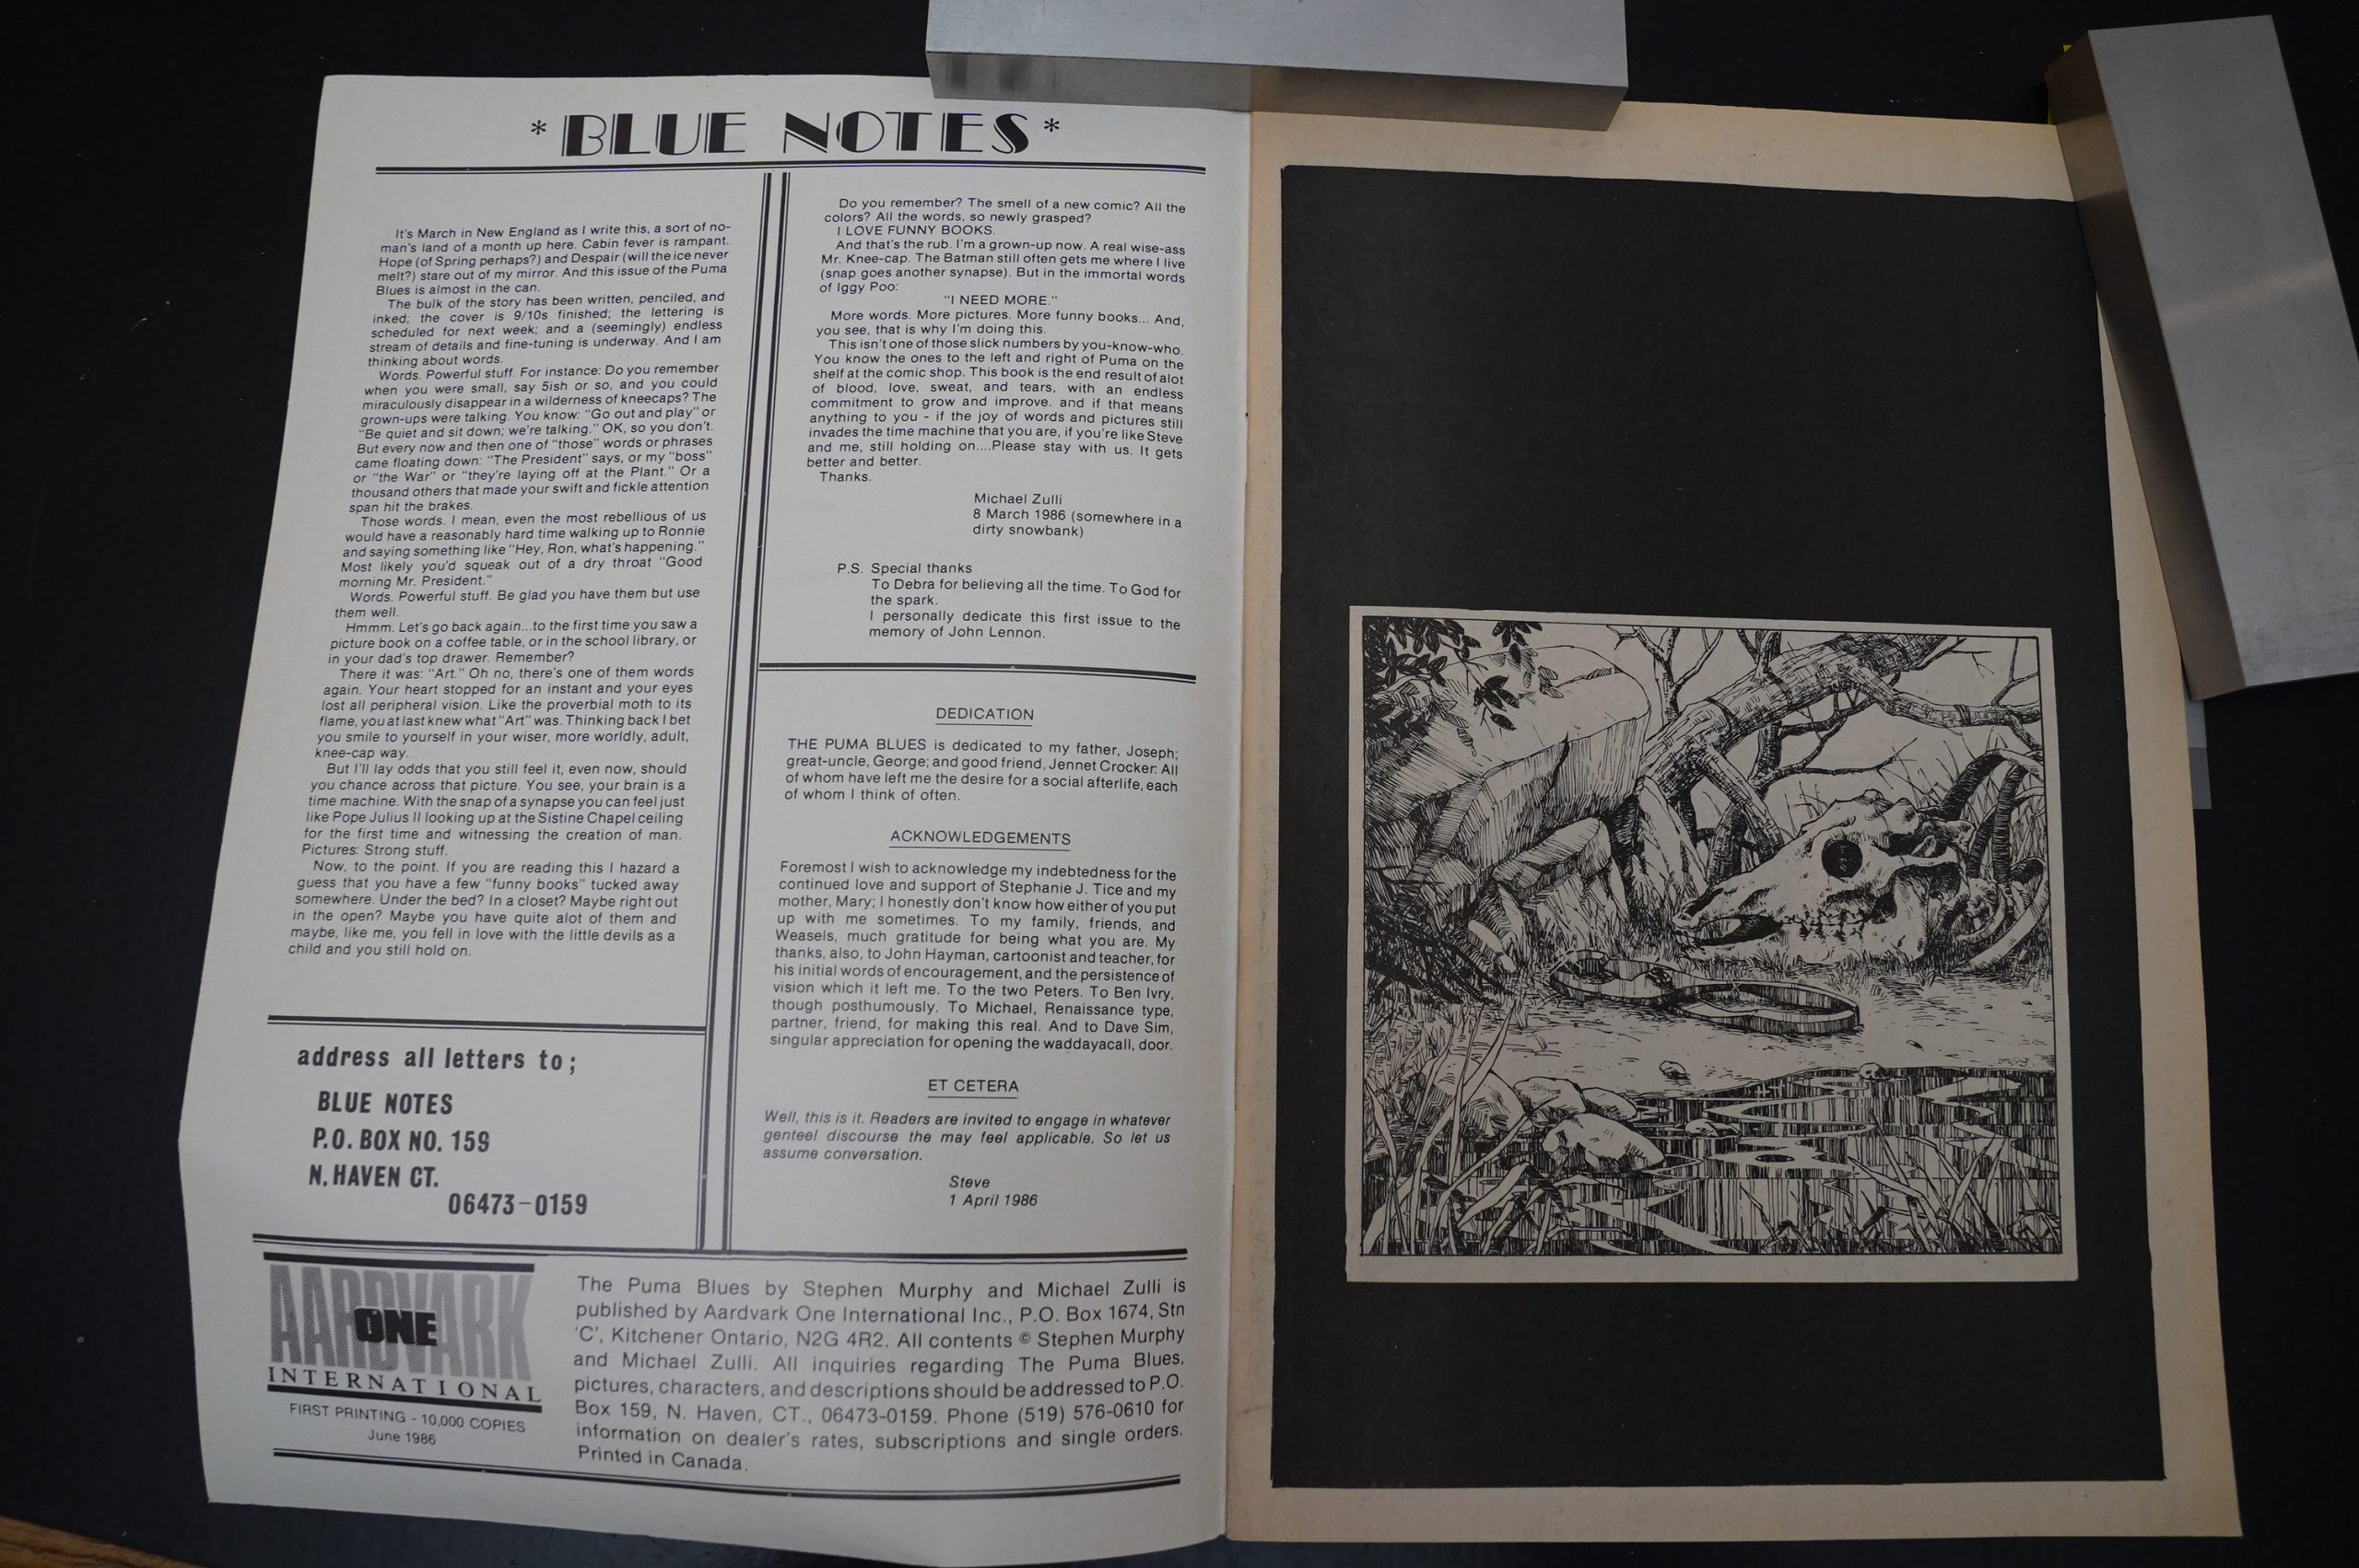 *BLUE NOTES*
It's March in New England as I write this, a sort of no-
man's land of a month up here. Cabin fever is rampant.
Hope (of Spring perhaps?) and Despair (will the ice never
melt?) stare out of my mirror. And this issue of the Puma
Blues is almost in the can.
The bulk of the story has been written, penciled, and
inked; the cover is 9/10s finished; the lettering is
scheduled for next week; and a (seemingly) endless
stream of details and fine-tuning is underway. And I am
thinking about words.
Words. Powerful stuff. For instance: Do you remember
when you were small, say 5ish or so, and you could
miraculously disappear in a wilderness of kneecaps? The
grown-ups were talking. You know: "Go out and play" or
"Be quiet and sit down; we're talking." OK, so you don't.
But every now and then one of "those" words or phrases
came floating down: "The President" says, or my "boss"
or "the War" or "they're laying off at the Plant." Or a
thousand others that made your swift and fickle attention
span hit the brakes.
Those words. I mean, even the most rebellious of us
would have a reasonably hard time walking up to Ronnie
and saying something like "Hey, Ron, what's happening."
Most likely you'd squeak out of a dry throat "Good
morning Mr. President."
Words. Powerful stuff. Be glad you have them but use
them well.
Hmmm. Let's go back again...to the first time you saw a
picture book on a coffee table, or in the school library, or
in your dad's top drawer. Remember?
There it was: "Art." Oh no, there's one of them words
again. Your heart stopped for an instant and your eyes
lost all peripheral vision. Like the proverbial moth to its
flame, you at last knew what "Art" was. Thinking back I bet
you smile to yourself in your wiser, more worldly, adult,
knee-cap way.
But I'll lay odds that you still feel it, even now, should
you chance across that picture. You see, your brain is a
time machine. With the snap of a synapse you can feel just
like Pope Julius II looking up at the Sistine Chapel ceiling
for the first time and witnessing the creation of man.
Pictures: Strong stuff.
Now, to the point. If you are reading this I hazard a
guess that you have a few "funny books" tucked away
somewhere. Under the bed? In a closet? Maybe right out
in the open? Maybe you have quite alot of them and
maybe, like me, you fell in love with the little devils as a
child and you still hold on.
Do you remember? The smell of a new comic? All the
colors? All the words, so newly grasped?
I LOVE FUNNY BOOKS.
And that's the rub. I'm a grown-up now. A real wise-ass
Mr. Knee-cap. The Batman still often gets me where I live
(snap goes another synapse). But in the immortal words
of Iggy Poo:
"I NEED MORE."
More words. More pictures. More funny books... And,
you see, that is why I'm doing this.
This isn't one of those slick numbers by you-know-who.
You know the ones to the left and right of Puma on the
shelf at the comic shop. This book is the end result of alot
of blood, love, sweat, and tears, with an endless
commitment to grow and improve. and if that means
anything to you - if the joy of words and pictures still
invades the time machine that you are, if you're like Steve
and me, still holding on....Please stay with us. It gets
better and better.
Thanks.
Michael Zulli
8 March 1986 (somewhere in a
dirty snowbank)
P.S. Special thanks
To Debra for believing all the time. To God for
the spark.
I personally dedicate this first issue to the
memory of John Lennon.
DEDICATION
THE PUMA BLUES is dedicated to my father, Joseph;
great-uncle, George; and good friend, Jennet Crocker. All
of whom have left me the desire for a social afterlife, each
of whom I think of often.
ACKNOWLEDGEMENTS
Foremost I wish to acknowledge my indebtedness for the
continued love and support of Stephanie J. Tice and my
mother, Mary; I honestly don't know how either of you put
up with me sometimes. To my family, friends, and
Weasels, much gratitude for being what you are. My
thanks, also, to John Hayman, cartoonist and teacher, for
his initial words of encouragement, and the persistence of
vision which it left me. To the two Peters. To Ben Ivry,
though posthumously. To Michael, Renaissance type,
partner, friend, for making this real. And to Dave Sim,
singular appreciation for opening the waddayacall, door.
ET CETERA
Well, this is it. Readers are invited to engage in whatever
genteel discourse the may feel applicable. So let us
assume conversation.
Steve
1 April 1986
address all letters to;
BLUE NOTES
P.O. BOX NO. 159
N. HAVEN CT.
06473-0159
AARDVARK
ONE
INTERNATIONAL
FIRST PRINTING - 10,000 COPIES
June 1986
The Puma Blues by Stephen Murphy and Michael Zulli is
published by Aardvark One International Inc., P.O. Box 1674, Stn
'C', Kitchener Ontario, N2G 4R2. All contents © Stephen Murphy
and Michael Zulli. All inquiries regarding The Puma Blues,
pictures, characters, and descriptions should be addressed to P.O.
Box 159, N. Haven, CT., 06473-0159. Phone (519) 576-0610 for
information on dealer's rates, subscriptions and single orders.
Printed in Canada.